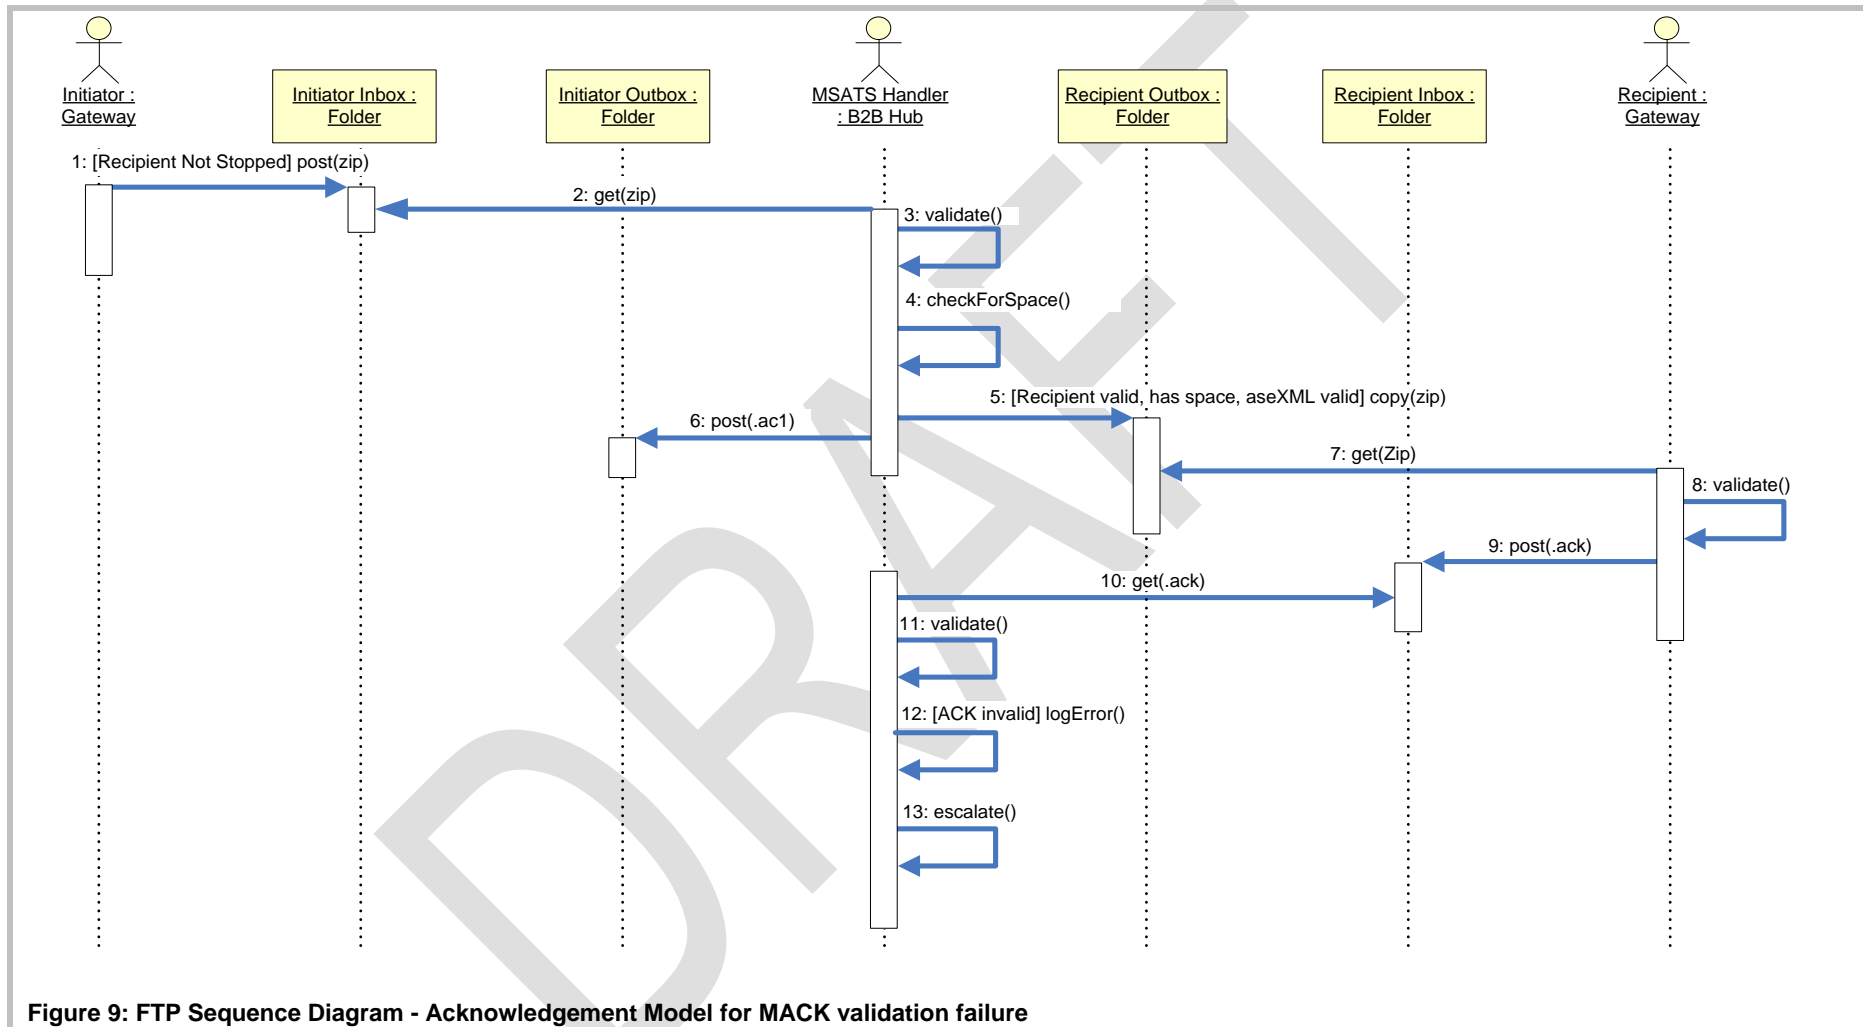 Initiator :
Gateway
Initiator Inbox :
Folder
Initiator Outbox :
Folder
MSATS Handler
: B2B Hub
Recipient Outbox :
Folder
Recipient Inbox :
Folder
Recipient :
Gateway
1: [Recipient Not Stopped] post(zip)
2: get(zip)
3: validate()
4: checkForSpace()
5: [Recipient valid, has space, aseXML valid] copy(zip)
6: post(.ac1)
7: get(Zip)
8: validate()
9: post(.ack)
10: get(.ack)
11: validate()
12: [ACK invalid] logError()
13: escalate()
DRAFT
Figure 9: FTP Sequence Diagram - Acknowledgement Model for MACK validation failure